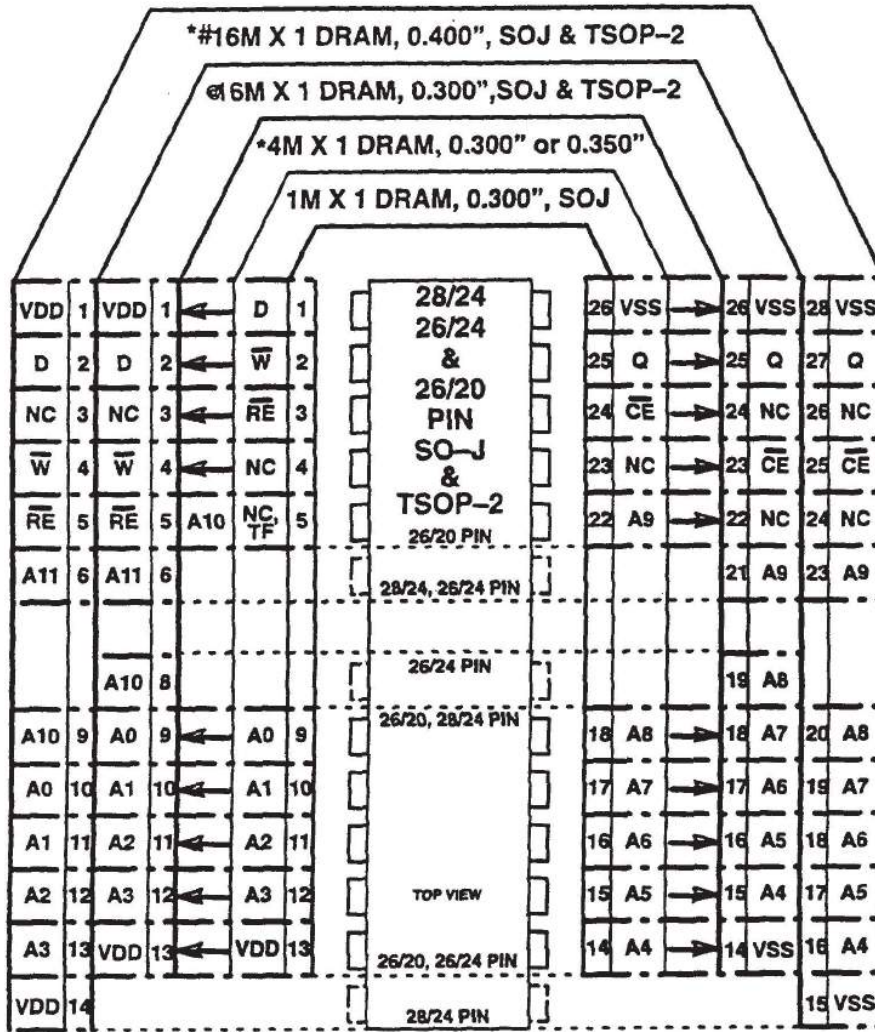 *#16M X 1 DRAM, 0.400", SOJ & TSOP–2
@16M X 1 DRAM, 0.300",SOJ & TSOP–2
*4M X 1 DRAM, 0.300" or 0.350"
1M X 1 DRAM, 0.300", SOJ
VDD 1 VDD 1 D 1 28/24 26 VSS 26 VSS 28 VSS
26/24
D 2 D 2 W̅ 2 & 25 Q 25 Q 27 Q
26/20
NC 3 NC 3 R̅E̅ 3 PIN 24 C̅E̅ 24 NC 26 NC
W̅ 4 W̅ 4 NC 4 SO–J 23 NC 23 C̅E̅ 25 C̅E̅
&
R̅E̅ 5 R̅E̅ 5 A10 NC, TF 5 TSOP–2 22 A9 22 NC 24 NC
26/20 PIN
A11 6 A11 6 28/24, 26/24 PIN 21 A9 23 A9
A10 8 26/24 PIN 19 A8
26/20, 28/24 PIN
A10 9 A0 9 A0 9 18 A8 18 A7 20 A8
A0 10 A1 10 A1 10 17 A7 17 A6 19 A7
A1 11 A2 11 A2 11 16 A6 16 A5 18 A6
A2 12 A3 12 A3 12 TOP VIEW 15 A5 15 A4 17 A5
A3 13 VDD 13 VDD 13 14 A4 14 VSS 16 A4
26/20, 26/24 PIN
VDD 14 28/24 PIN 15 VSS